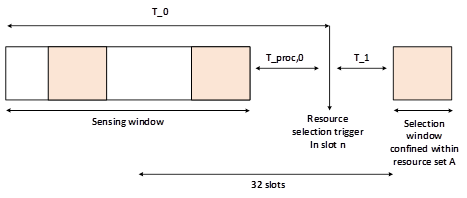 T_0
T_proc,0
T_1
Sensing window
Resource
selection trigger
In slot n
Selection
window
confined within
resource set A
32 slots